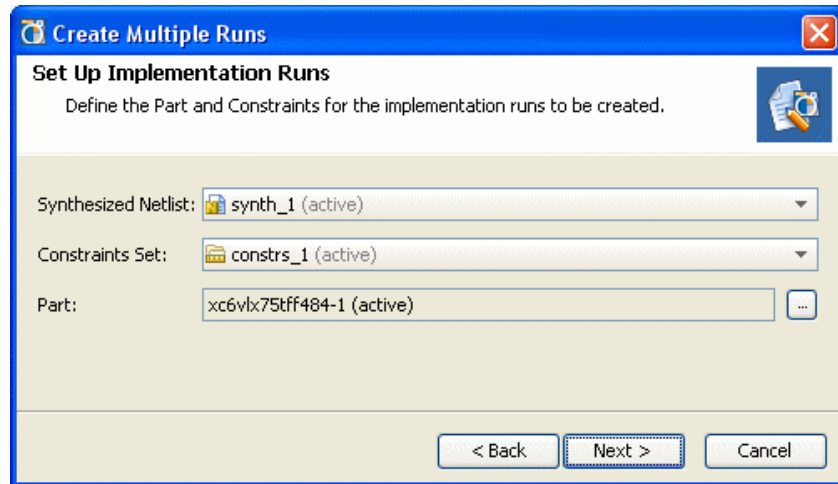 Create Multiple Runs
Set Up Implementation Runs
Define the Part and Constraints for the implementation runs to be created.
Synthesized Netlist: synth_1 (active)
Constraints Set: constrs_1 (active)
Part: xc6vlx75tff484-1 (active) ...
< Back Next > Cancel